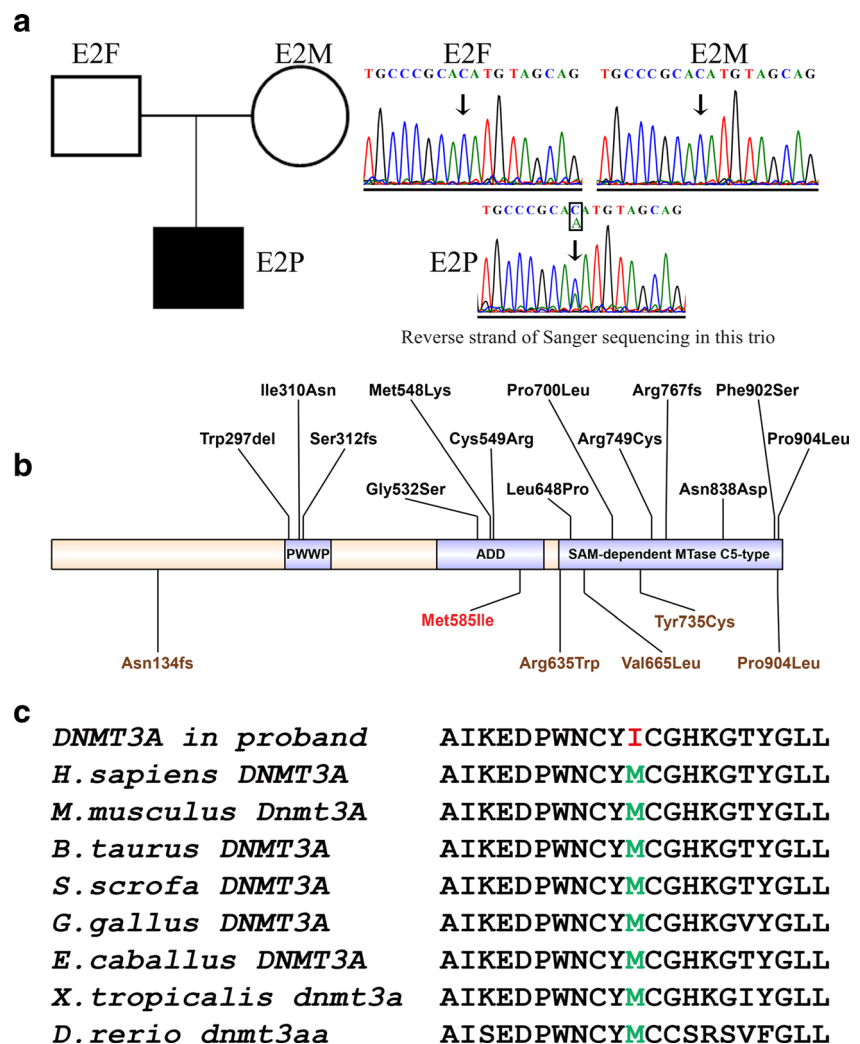 a
E2F
E2M
E2F
E2M
TGCCCGCACATGTAGCAG
TGCCCGCACATGTAGCAG
TGCCCGCACATGTAGCAG
A
E2P
E2P
Reverse strand of Sanger sequencing in this trio
b
Ile310Asn
Met548Lys
Pro700Leu
Arg767fs
Phe902Ser
Trp297del
Ser312fs
Cys549Arg
Arg749Cys
Pro904Leu
Gly532Ser
Leu648Pro
Asn838Asp
PWWP
ADD
SAM-dependent MTase C5-type
Met585Ile
Tyr735Cys
Asn134fs
Arg635Trp
Val665Leu
Pro904Leu
c
DNMT3A in proband AIKEDPWNCYICGHKGTYGLL
H.sapiens DNMT3A AIKEDPWNCYMCGHKGTYGLL
M.musculus Dnmt3A AIKEDPWNCYMCGHKGTYGLL
B.taurus DNMT3A AIKEDPWNCYMCGHKGTYGLL
S.scrofa DNMT3A AIKEDPWNCYMCGHKGTYGLL
G.gallus DNMT3A AIKEDPWNCYMCGHKGVYGLL
E.caballus DNMT3A AIKEDPWNCYMCGHKGTYGLL
X.tropicalis dnmt3a AIKEDPWNCYMCGHKGIYGLL
D.rerio dnmt3aa AISEDPWNCYMCCSRSVFGLL